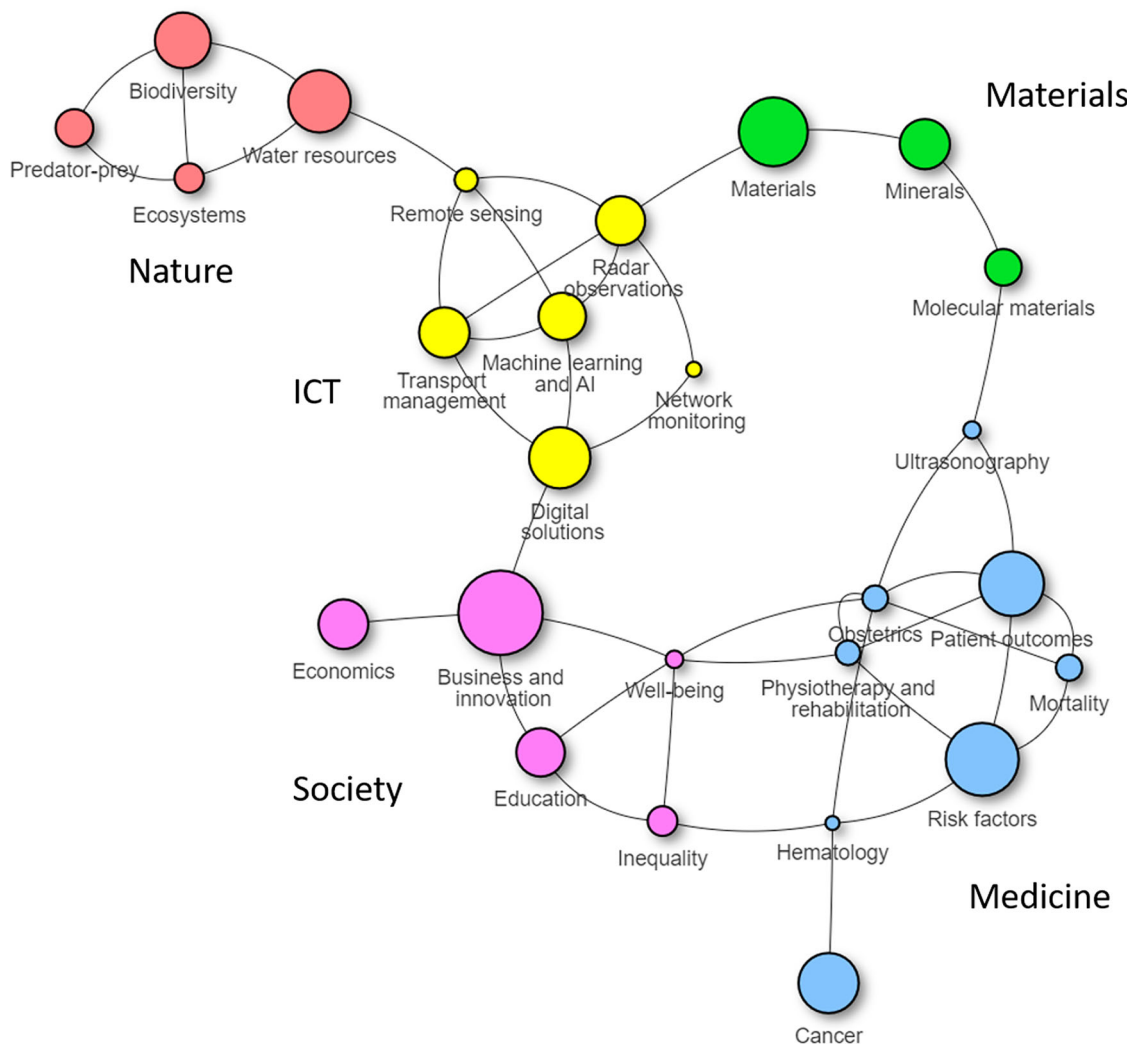 Biodiversity
Materials
Predator-prey
Water resources
Materials
Minerals
Ecosystems
Remote sensing
Nature
Radar
observations
Molecular materials
ICT
Machine learning
and AI
Transport
management
Network
monitoring
Ultrasonography
Digital
solutions
Obstetrics
Patient outcomes
Economics
Business and
innovation
Well-being
Physiotherapy and
rehabilitation
Mortality
Society
Education
Risk factors
Inequality
Hematology
Medicine
Cancer